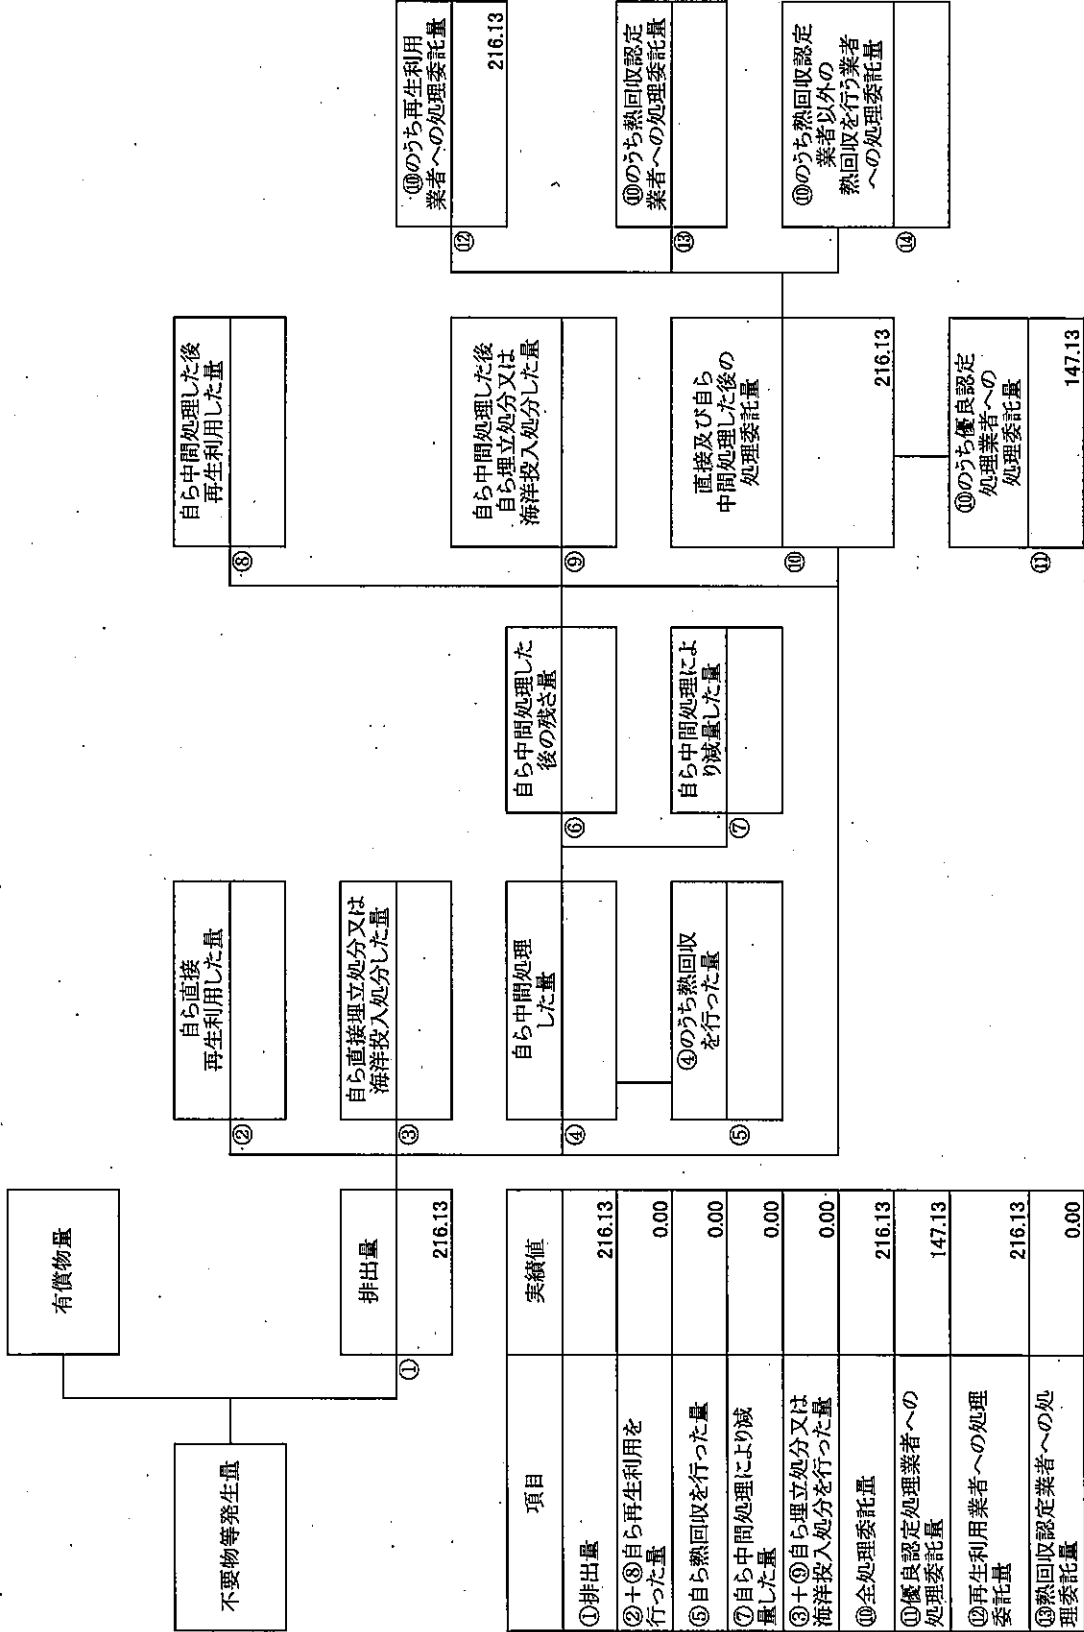 不要物等発生量
有償物量
排出量
①
216.13
自ら直接
再生利用した量
②
自ら直接埋立処分又は
海洋投入処分した量
③
自ら中間処理
した量
④
④のうち熱回収
を行った量
⑤
自ら中間処理した
後の残さ量
⑥
自ら中間処理によ
り減量した量
⑦
自ら中間処理した後
再生利用した量
⑧
自ら中間処理した後
自ら埋立処分又は
海洋投入処分した量
⑨
直接及び自ら
中間処理した後の
処理委託量
⑩
216.13
⑩のうち優良認定
処理業者への
処理委託量
⑪
147.13
⑩のうち再生利用
業者への処理委託量
⑫
216.13
⑩のうち熱回収認定
業者への処理委託量
⑬
⑩のうち熱回収認定
業者以外の
熱回収を行う業者
への処理委託量
⑭
項目 実績値
①排出量 216.13
②+⑧自ら再生利用を
行った量 0.00
⑤自ら熱回収を行った量 0.00
⑦自ら中間処理により減
量した量 0.00
③+⑨自ら埋立処分又は
海洋投入処分を行った量 0.00
⑩全処理委託量 216.13
⑪優良認定処理業者への
処理委託量 147.13
⑫再生利用業者への処理
委託量 216.13
⑬熱回収認定業者への処
理委託量 0.00